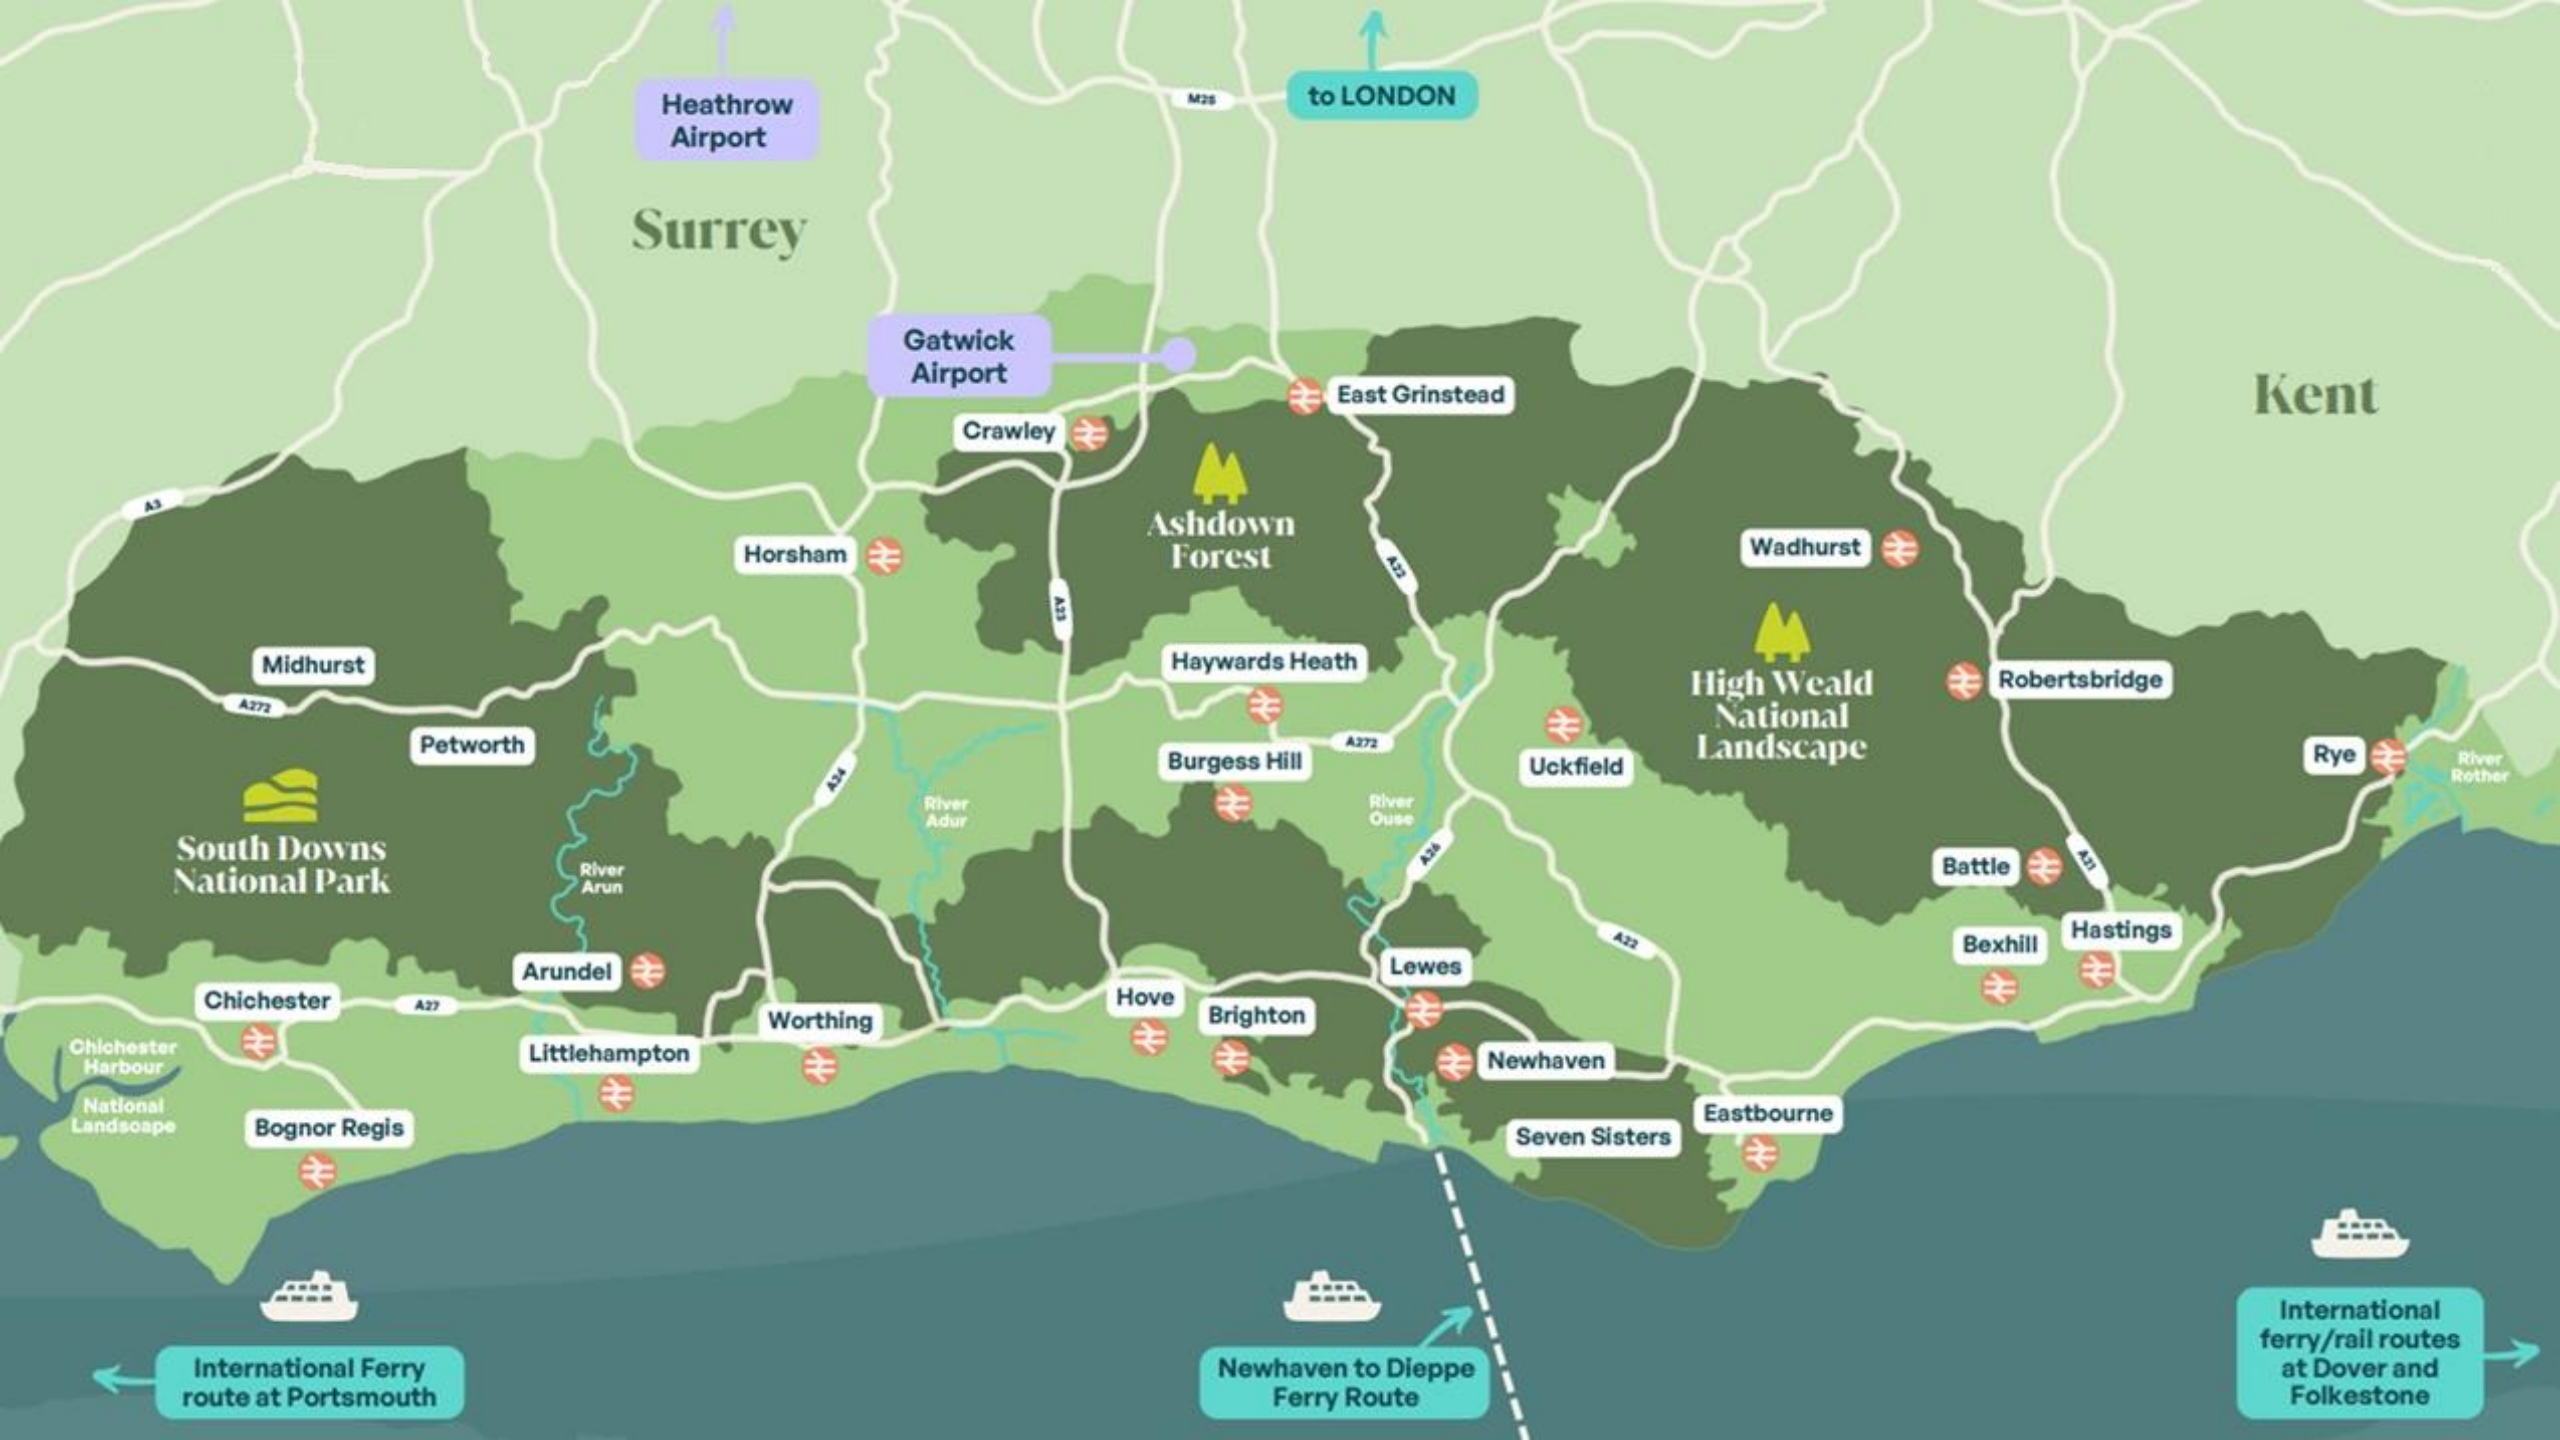 Heathrow
Airport
M25
to LONDON
Surrey
Gatwick
Airport
Kent
East Grinstead
Crawley
A3
Ashdown
Forest
Horsham
Wadhurst
A22
A23
Midhurst
Haywards Heath
High Weald
National
Landscape
Robertsbridge
A272
Petworth
A272
Burgess Hill
Uckfield
Rye
River
Rother
A24
River
Adur
River
Ouse
South Downs
National Park
River
Arun
A26
Battle
A21
Hastings
Bexhill
A22
Arundel
Lewes
Chichester
A27
Hove
Brighton
Worthing
Chichester
Harbour
National
Landscape
Littlehampton
Newhaven
Bognor Regis
Seven Sisters
Eastbourne
International Ferry
route at Portsmouth
Newhaven to Dieppe
Ferry Route
International
ferry/rail routes
at Dover and
Folkestone